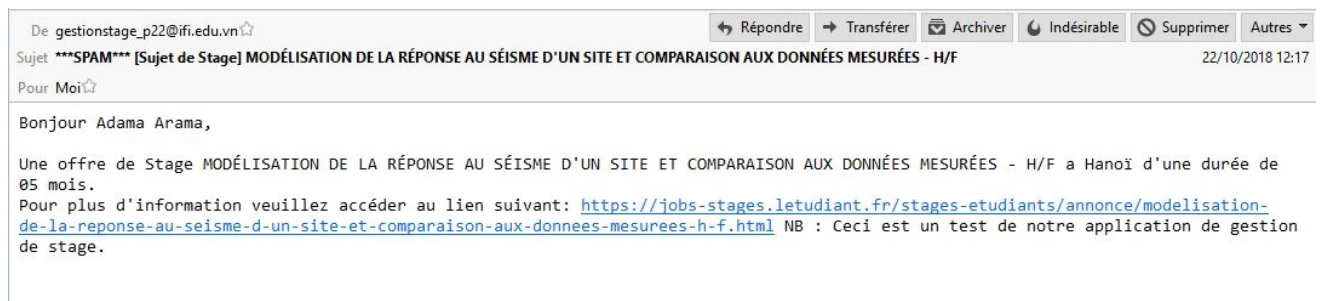 De gestionstage_p22@ifi.edu.vn Répondre Transférer Archiver Indésirable Supprimer Autres
Sujet ***SPAM*** [Sujet de Stage] MODÉLISATION DE LA RÉPONSE AU SÉISME D'UN SITE ET COMPARAISON AUX DONNÉES MESURÉES - H/F 22/10/2018 12:17
Pour Moi
Bonjour Adama Arama,
Une offre de Stage MODÉLISATION DE LA RÉPONSE AU SÉISME D'UN SITE ET COMPARAISON AUX DONNÉES MESURÉES - H/F a Hanoï d'une durée de
05 mois.
Pour plus d'information veuillez accéder au lien suivant: https://jobs-stages.letudiant.fr/stages-etudiants/annonce/modelisation-
de-la-reponse-au-seisme-d-un-site-et-comparaison-aux-donnees-mesurees-h-f.html NB : Ceci est un test de notre application de gestion
de stage.